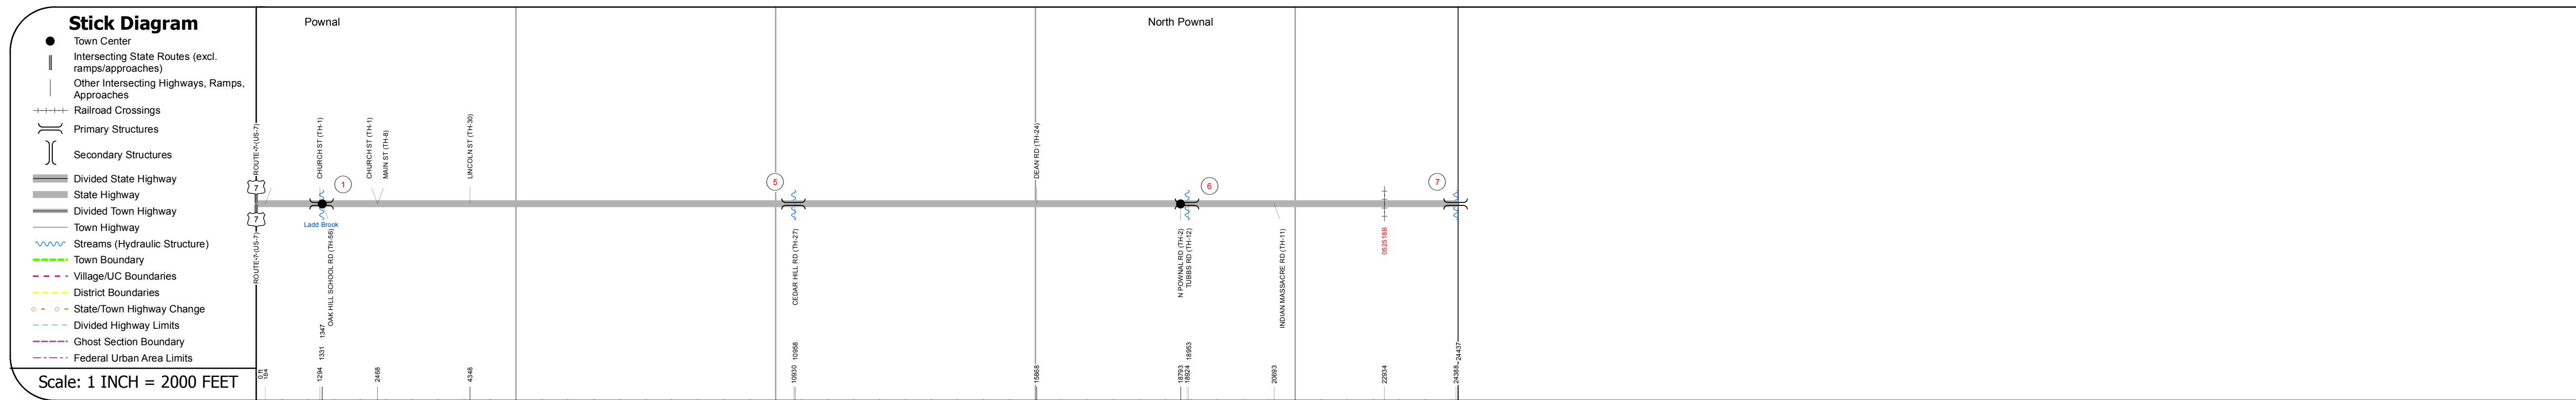 Stick Diagram
Town Center
Intersecting State Routes (excl.
ramps/approaches)
Other Intersecting Highways, Ramps,
Approaches
Railroad Crossings
Primary Structures
Secondary Structures
Divided State Highway
State Highway
Divided Town Highway
Town Highway
Streams (Hydraulic Structure)
Town Boundary
Village/UC Boundaries
District Boundaries
State/Town Highway Change
Divided Highway Limits
Ghost Section Boundary
Federal Urban Area Limits
Scale: 1 INCH = 2000 FEET
Pownal
North Pownal
ROUTE-7-(US-7)
CHURCH ST (TH-1)
CHURCH ST (TH-1)
MAIN ST (TH-8)
LINCOLN ST (TH-30)
DEAN RD (TH-24)
7
1
5
6
7
7
Ladd Brook
ROUTE-7-(US-7)
OAK HILL SCHOOL RD (TH-56)
CEDAR HILL RD (TH-27)
N POWNAL RD (TH-2)
TUBBS RD (TH-12)
INDIAN MASSACRE RD (TH-11)
052518B
0 ft
184
1294
1331
1347
2468
4348
10930
10958
15868
18793
18924
18953
20693
22934
24388
24437